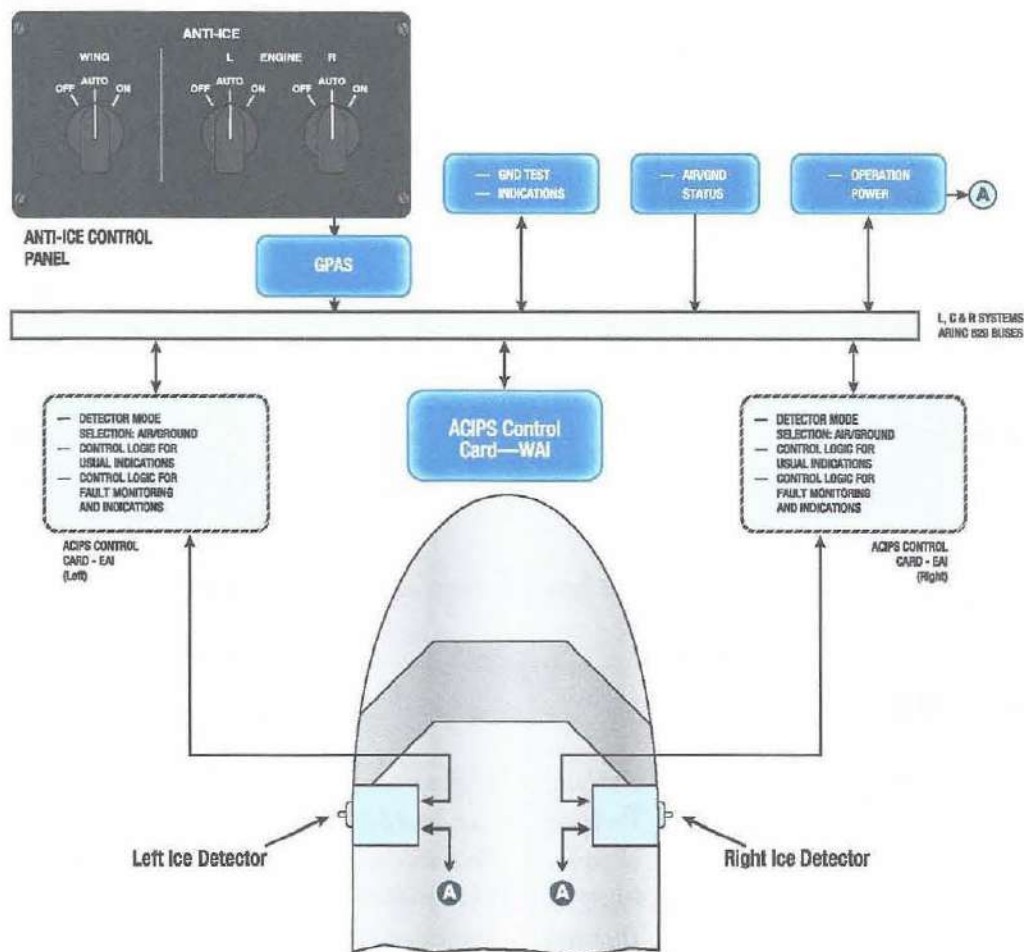 ANTI-ICE
WING
L ENGINE R
OFF AUTO ON
OFF AUTO ON
OFF AUTO ON
ANTI-ICE CONTROL
PANEL
GPAS
— GND TEST
— INDICATIONS
— AIR/GND
STATUS
— OPERATION
POWER
A
L, C & R SYSTEMS
ARINC 629 BUSES
— DETECTOR MODE
SELECTION: AIR/GROUND
— CONTROL LOGIC FOR
USUAL INDICATIONS
— CONTROL LOGIC FOR
FAULT MONITORING
AND INDICATIONS
ACIPS CONTROL
CARD - EAI
(Left)
ACIPS Control
Card—WAI
— DETECTOR MODE
SELECTION: AIR/GROUND
— CONTROL LOGIC FOR
USUAL INDICATIONS
— CONTROL LOGIC FOR
FAULT MONITORING
AND INDICATIONS
ACIPS CONTROL
CARD - EAI
(Right)
Left Ice Detector
Right Ice Detector
A
A